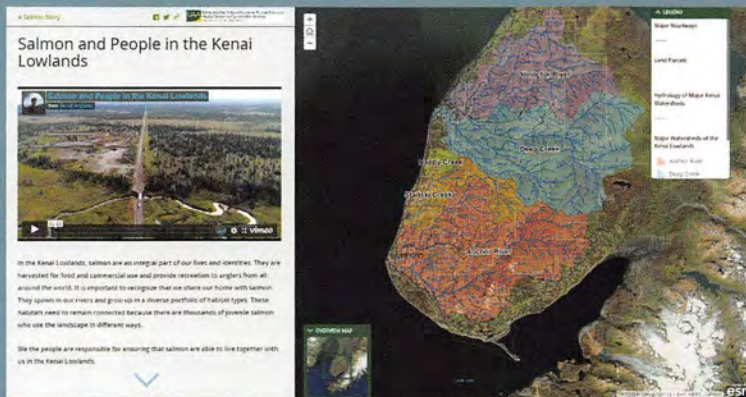 A Salmon Story
Salmon and People in the Kenai
Lowlands
Salmon and People in the Kenai Lowlands
from
vimeo
In the Kenai Lowlands, salmon are an integral part of our lives and identities. They are
harvested for food and commercial use and provide recreation to anglers from all
around the world. It is important to recognize that we share our home with salmon.
They spawn in our rivers and grow up in a diverse portfolio of habitat types. These
habitats need to remain connected because there are thousands of juvenile salmon
who use the landscape in different ways.
We the people are responsible for ensuring that salmon are able to live together with
us in the Kenai Lowlands.
Deep Creek
Stariski Creek
Anchor River
OVERVIEW MAP
LEGEND
Major Roadways
Land Parcels
Hydrology of Major Kenai
Watersheds
Major Watersheds of the
Kenai Lowlands
Anchor River
Deep Creek
esri